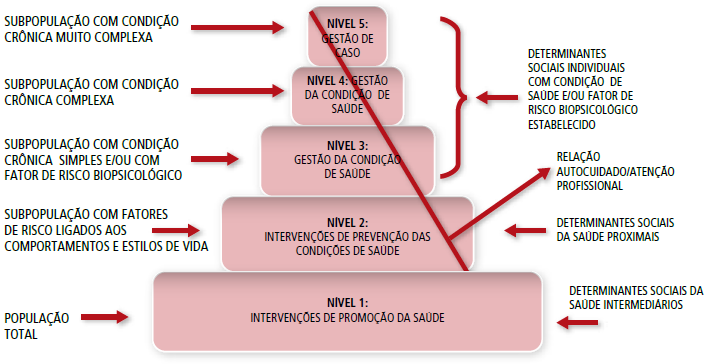 SUBPOPULAÇÃO COM CONDIÇÃO
CRÔNICA MUITO COMPLEXA
SUBPOPULAÇÃO COM CONDIÇÃO
CRÔNICA COMPLEXA
SUBPOPULAÇÃO COM CONDIÇÃO
CRÔNICA SIMPLES E/OU COM
FATOR DE RISCO BIOPSICOLÓGICO
SUBPOPULAÇÃO COM FATORES
DE RISCO LIGADOS AOS
COMPORTAMENTOS E ESTILOS DE VIDA
POPULAÇÃO
TOTAL
NÍVEL 5:
GESTÃO DE
CASO
NÍVEL 4: GESTÃO
DA CONDIÇÃO DE
SAÚDE
NÍVEL 3:
GESTÃO DA CONDIÇÃO
DE SAÚDE
NÍVEL 2:
INTERVENÇÕES DE PREVENÇÃO DAS
CONDIÇÕES DE SAÚDE
NÍVEL 1:
INTERVENÇÕES DE PROMOÇÃO DA SAÚDE
DETERMINANTES
SOCIAIS INDIVIDUAIS
COM CONDIÇÃO DE
SAÚDE E/OU FATOR DE
RISCO BIOPSICOLÓGICO
ESTABELECIDO
RELAÇÃO
AUTOCUIDADO/ATENÇÃO
PROFISSIONAL
DETERMINANTES SOCIAIS
DA SAÚDE PROXIMAIS
DETERMINANTES SOCIAIS DA
SAÚDE INTERMEDIÁRIOS